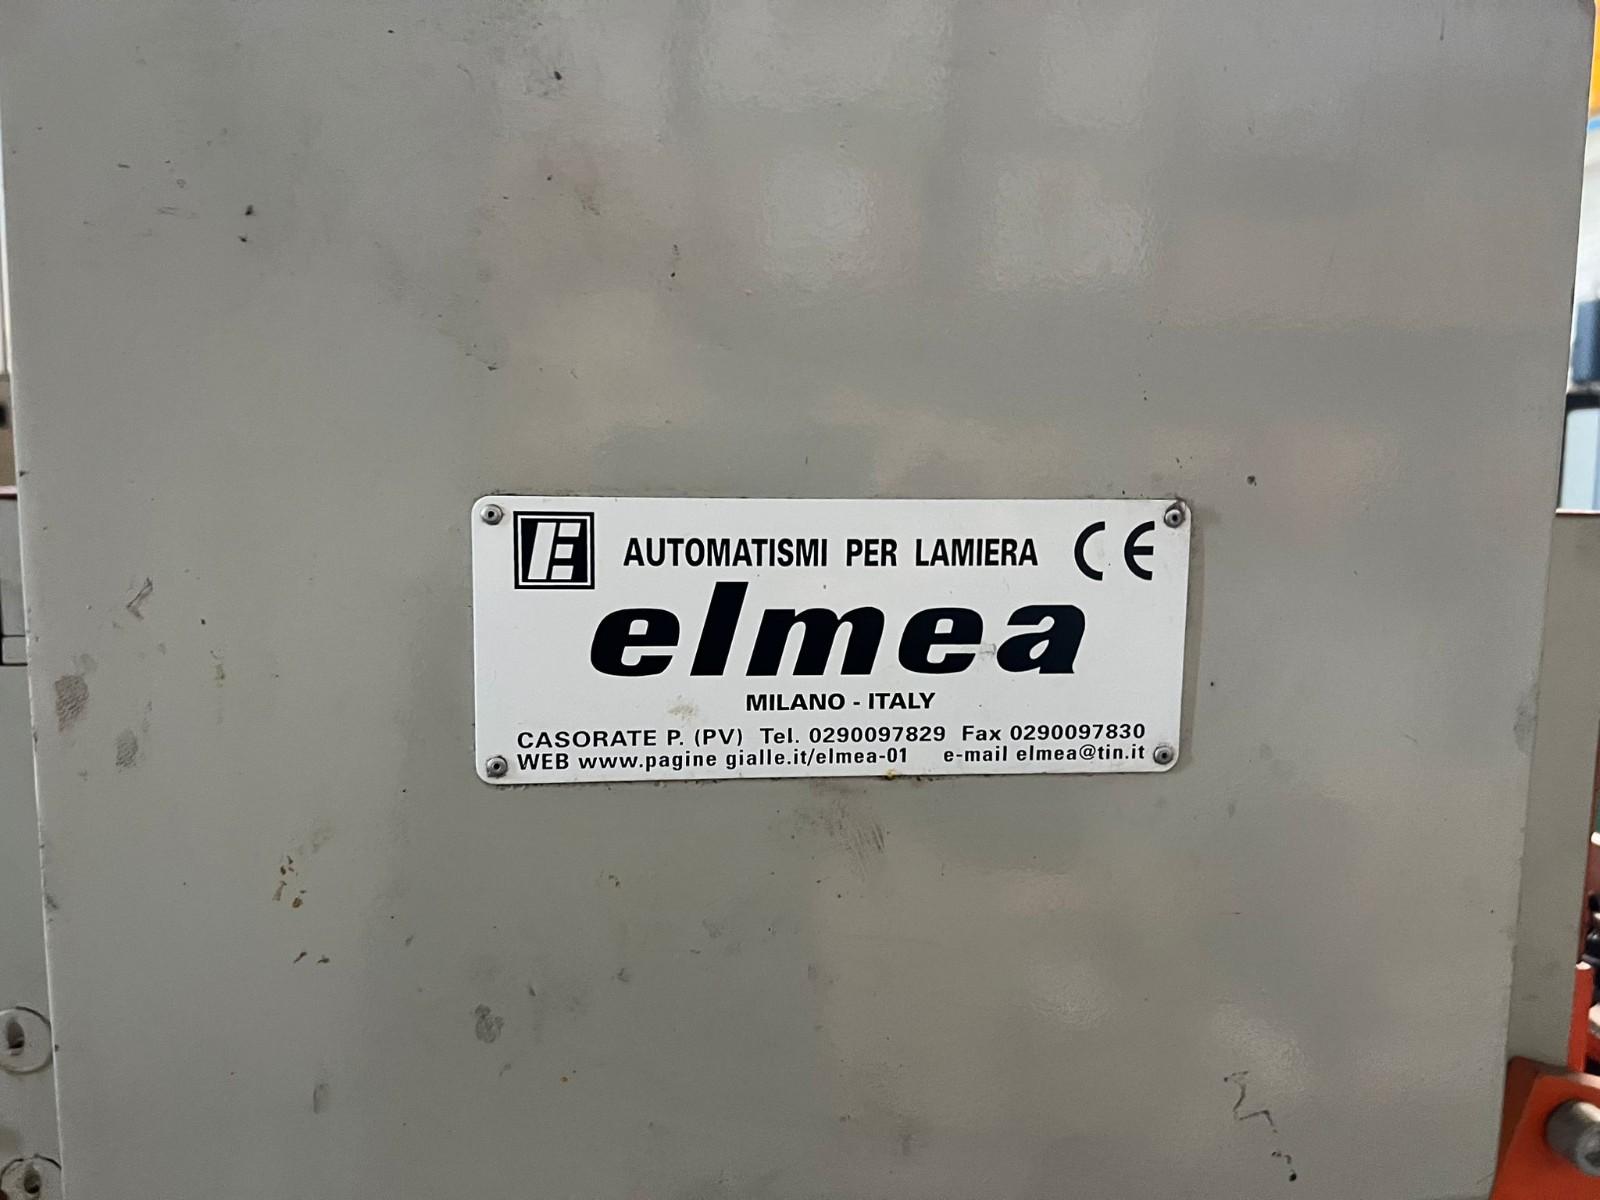 AUTOMATISMI PER LAMIERA CE
elmea
MILANO - ITALY
CASORATE P. (PV) Tel. 0290097829 Fax 0290097830
WEB www.pagine gialle.it/elmea-01 e-mail elmea@tin.it